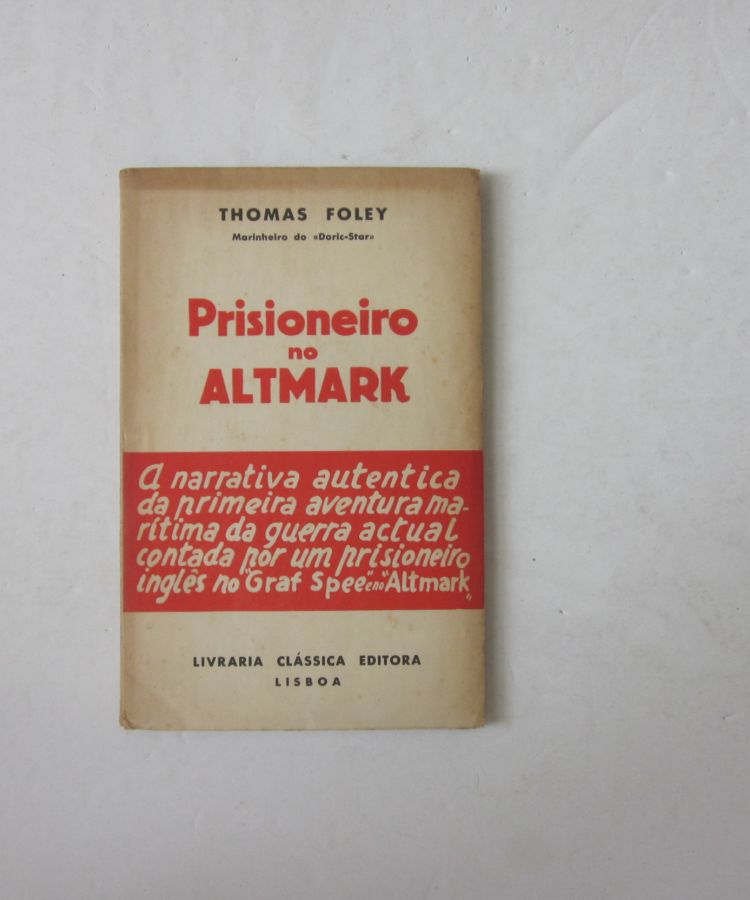 THOMAS FOLEY
Marinheiro do «Doric-Star»
Prisioneiro
no
ALTMARK
A narrativa autentica
da primeira aventura ma-
rítima da guerra actual
contada por um prisioneiro
inglês no "Graf Spee" e no "Altmark"
LIVRARIA CLÁSSICA EDITORA
LISBOA